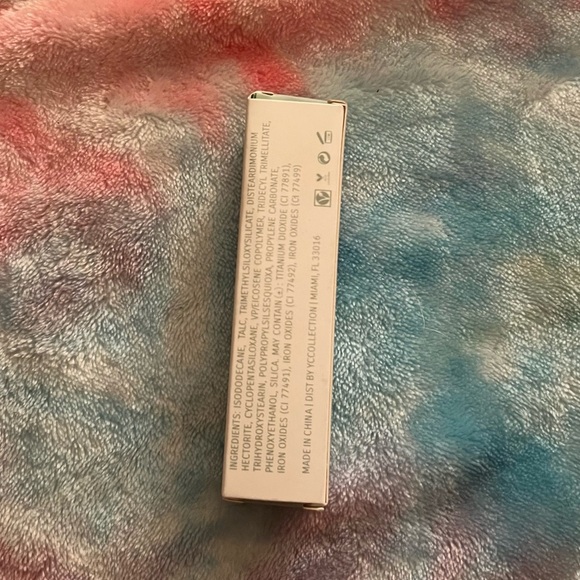 INGREDIENTS: ISODODECANE, TALC, TRIMETHYLSILOXYSILICATE, DISTEARDIMONIUM
HECTORITE, CYCLOPENTASILOXANE, VP/EICOSENE COPOLYMER, TRIDECYL TRIMELLITATE,
TRIHYDROXYSTEARIN, POLYPROPYLSILSESQUIOXA, PROPYLENE CARBONATE,
PHENOXYETHANOL, SILICA. MAY CONTAIN (±): TITANIUM DIOXIDE (CI 77891),
IRON OXIDES (CI 77491), IRON OXIDES (CI 77492), IRON OXIDES (CI 77499)
MADE IN CHINA | DIST BY YCCOLLECTION | MIAMI, FL 33016